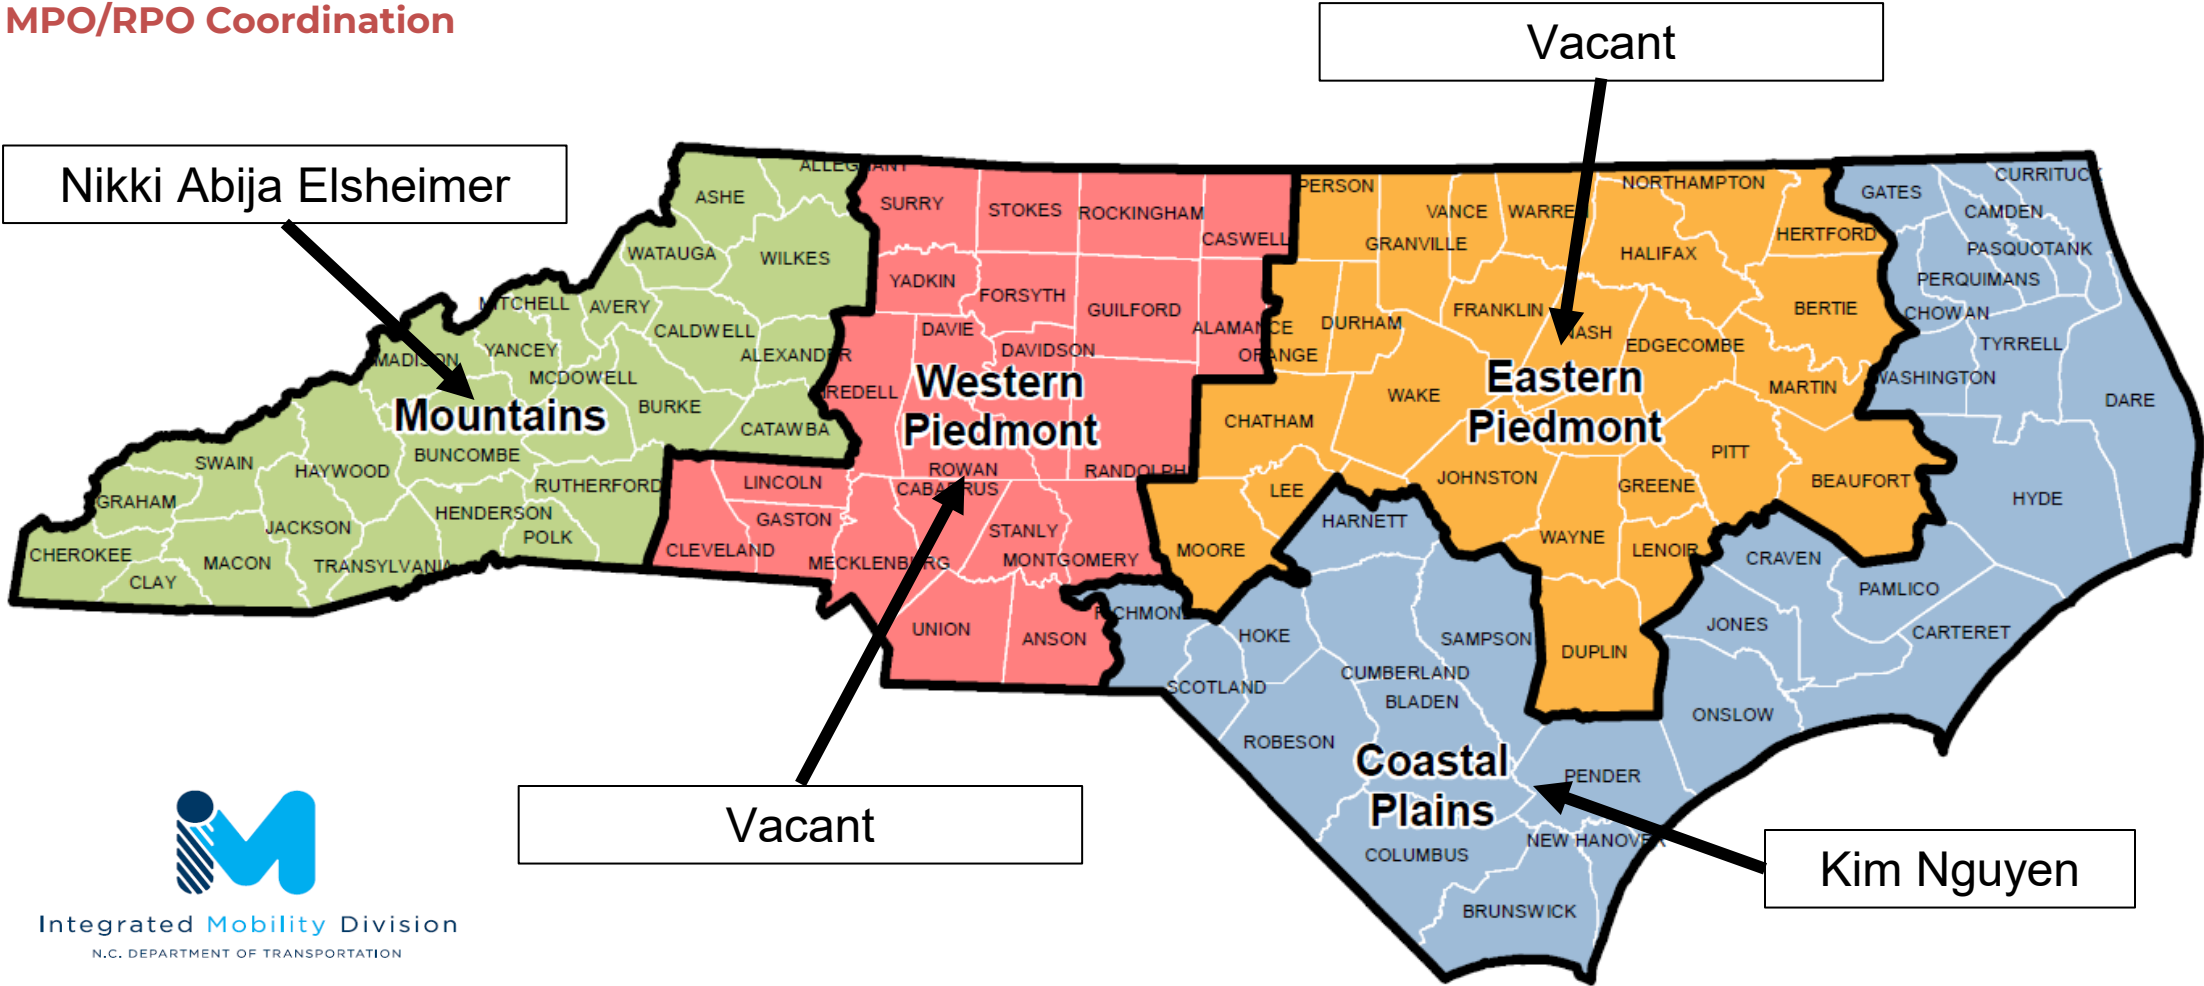 MPO/RPO Coordination
Vacant
Nikki Abija Elsheimer
ALLEGHANY
ASHE
SURRY
STOKES
ROCKINGHAM
CASWELL
PERSON
VANCE
WARREN
NORTHAMPTON
GATES
CURRITUCK
CAMDEN
GRANVILLE
HALIFAX
HERTFORD
PASQUOTANK
WATAUGA
WILKES
YADKIN
FORSYTH
GUILFORD
PERQUIMANS
MITCHELL
AVERY
CALDWELL
DAVIE
ALAMANCE
DURHAM
FRANKLIN
NASH
BERTIE
CHOWAN
MADISON
YANCEY
ALEXANDER
DAVIDSON
ORANGE
EDGECOMBE
TYRRELL
MCDOWELL
IREDELL
Western
Piedmont
WAKE
Eastern
Piedmont
MARTIN
WASHINGTON
DARE
Mountains
BURKE
CATAWBA
CHATHAM
SWAIN
HAYWOOD
BUNCOMBE
ROWAN
RANDOLPH
PITT
GRAHAM
RUTHERFORD
LINCOLN
CABARRUS
LEE
JOHNSTON
GREENE
BEAUFORT
HYDE
JACKSON
HENDERSON
GASTON
STANLY
HARNETT
CHEROKEE
MACON
POLK
CLEVELAND
MECKLENBURG
MONTGOMERY
MOORE
WAYNE
LENOIR
CRAVEN
CLAY
TRANSYLVANIA
PAMLICO
UNION
ANSON
RICHMOND
HOKE
SAMPSON
DUPLIN
JONES
CARTERET
SCOTLAND
CUMBERLAND
BLADEN
ONSLOW
ROBESON
Coastal
Plains
PENDER
Vacant
COLUMBUS
NEW HANOVER
Kim Nguyen
BRUNSWICK
iM
Integrated Mobility Division
N.C. DEPARTMENT OF TRANSPORTATION